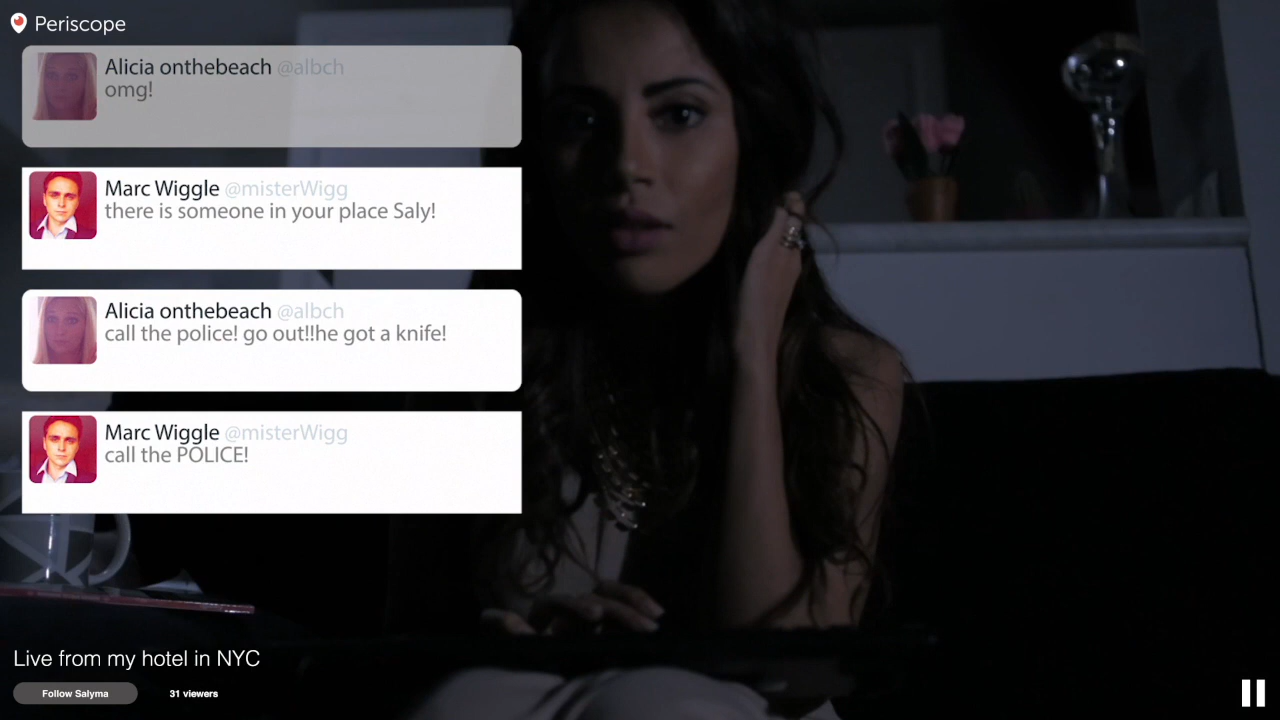 Periscope
Alicia onthebeach @albch
omg!
Marc Wiggle @misterWigg
there is someone in your place Saly!
Alicia onthebeach @albch
call the police! go out!!he got a knife!
Marc Wiggle @misterWigg
call the POLICE!
Live from my hotel in NYC
Follow Salyma 31 viewers